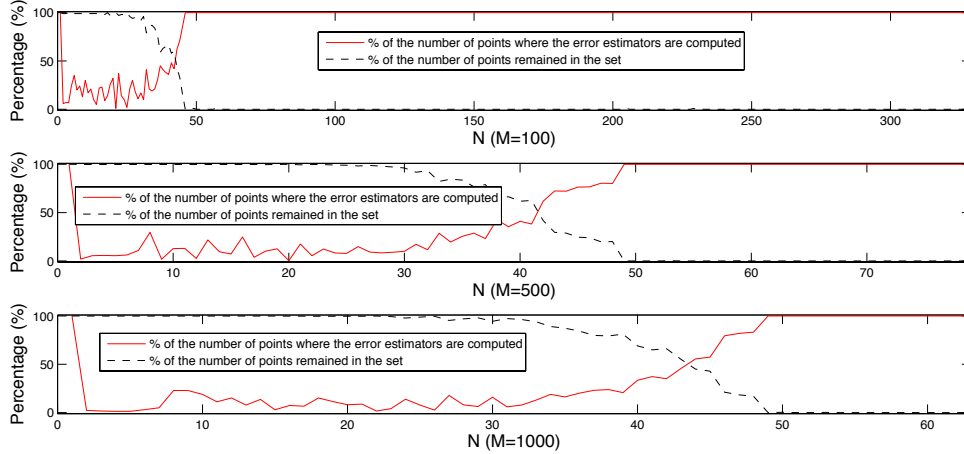 Percentage (%)
100
50
0
% of the number of points where the error estimators are computed
% of the number of points remained in the set
0 50 100 150 200 250 300
N (M=100)
Percentage (%)
100
50
0
% of the number of points where the error estimators are computed
% of the number of points remained in the set
0 10 20 30 40 50 60 70
N (M=500)
Percentage (%)
100
50
0
% of the number of points where the error estimators are computed
% of the number of points remained in the set
0 10 20 30 40 50 60
N (M=1000)